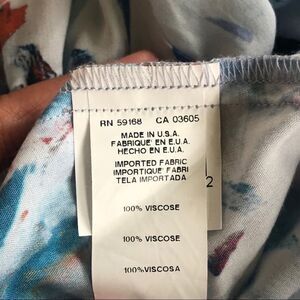 RN 59168 CA 03605
MADE IN U.S.A.
FABRIQUE' EN E.U.A.
HECHO EN E.U.A.
IMPORTED FABRIC
IMPORTIQUE' FABRI
TELA IMPORTADA
2
100% VISCOSE
100% VISCOSE
100%VISCOSA